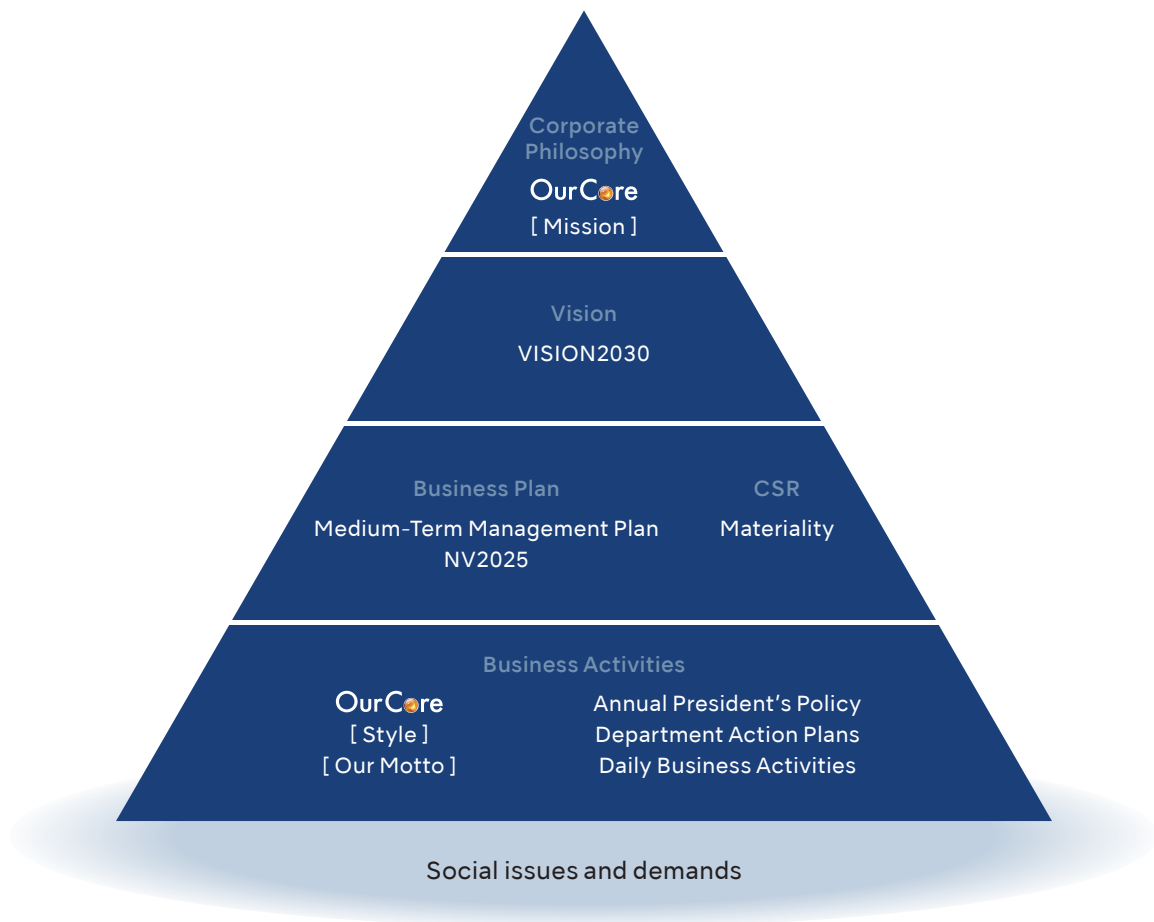 Corporate
Philosophy
OurCore
[ Mission ]
Vision
VISION2030
Business Plan
Medium-Term Management Plan
NV2025
CSR
Materiality
Business Activities
OurCore
[ Style ]
[ Our Motto ]
Annual President's Policy
Department Action Plans
Daily Business Activities
Social issues and demands